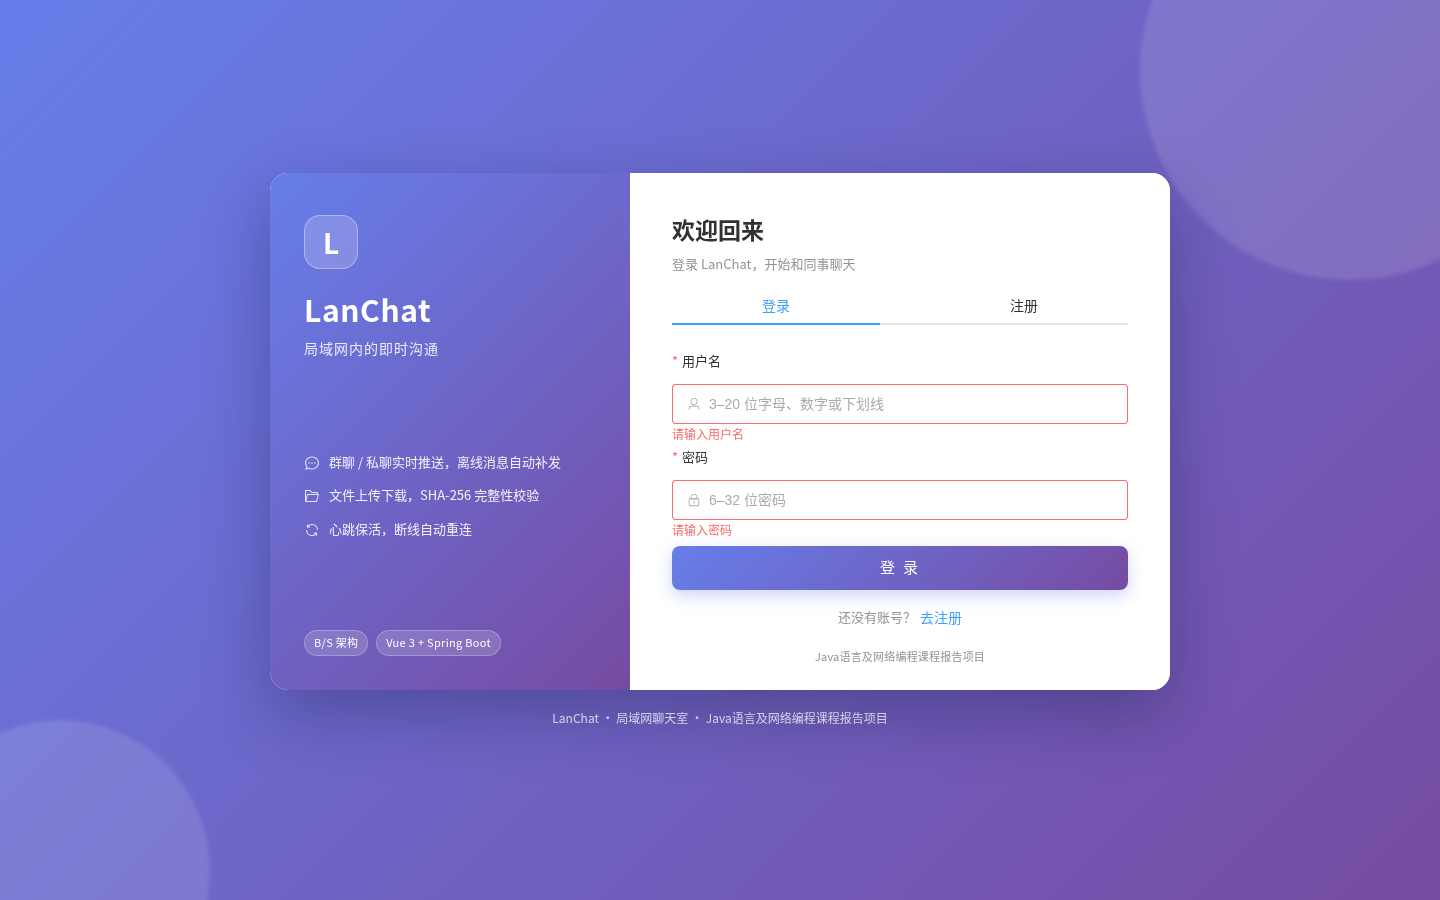 L
LanChat
局域网内的即时沟通
群聊 / 私聊实时推送，离线消息自动补发
文件上传下载，SHA-256 完整性校验
心跳保活，断线自动重连
B/S 架构
Vue 3 + Spring Boot
欢迎回来
登录 LanChat，开始和同事聊天
登录
注册
* 用户名
3–20 位字母、数字或下划线
请输入用户名
* 密码
6–32 位密码
请输入密码
登 录
还没有账号？ 去注册
Java语言及网络编程课程报告项目
LanChat · 局域网聊天室 · Java语言及网络编程课程报告项目